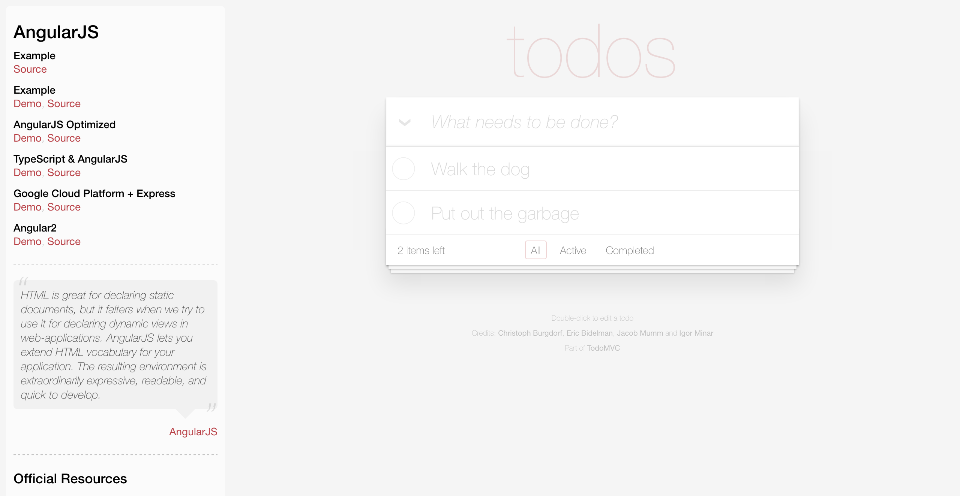 AngularJS
Example
Source
Example
Demo, Source
AngularJS Optimized
Demo, Source
TypeScript & AngularJS
Demo, Source
Google Cloud Platform + Express
Demo, Source
Angular2
Demo, Source
“
HTML is great for declaring static
documents, but it falters when we try to
use it for declaring dynamic views in
web-applications. AngularJS lets you
extend HTML vocabulary for your
application. The resulting environment is
extraordinarily expressive, readable, and
quick to develop.
”
AngularJS
Official Resources
todos
What needs to be done?
Walk the dog
Put out the garbage
2 items left
All
Active
Completed
Double-click to edit a todo
Credits: Christoph Burgdorf, Eric Bidelman, Jacob Mumm and Igor Minar
Part of TodoMVC